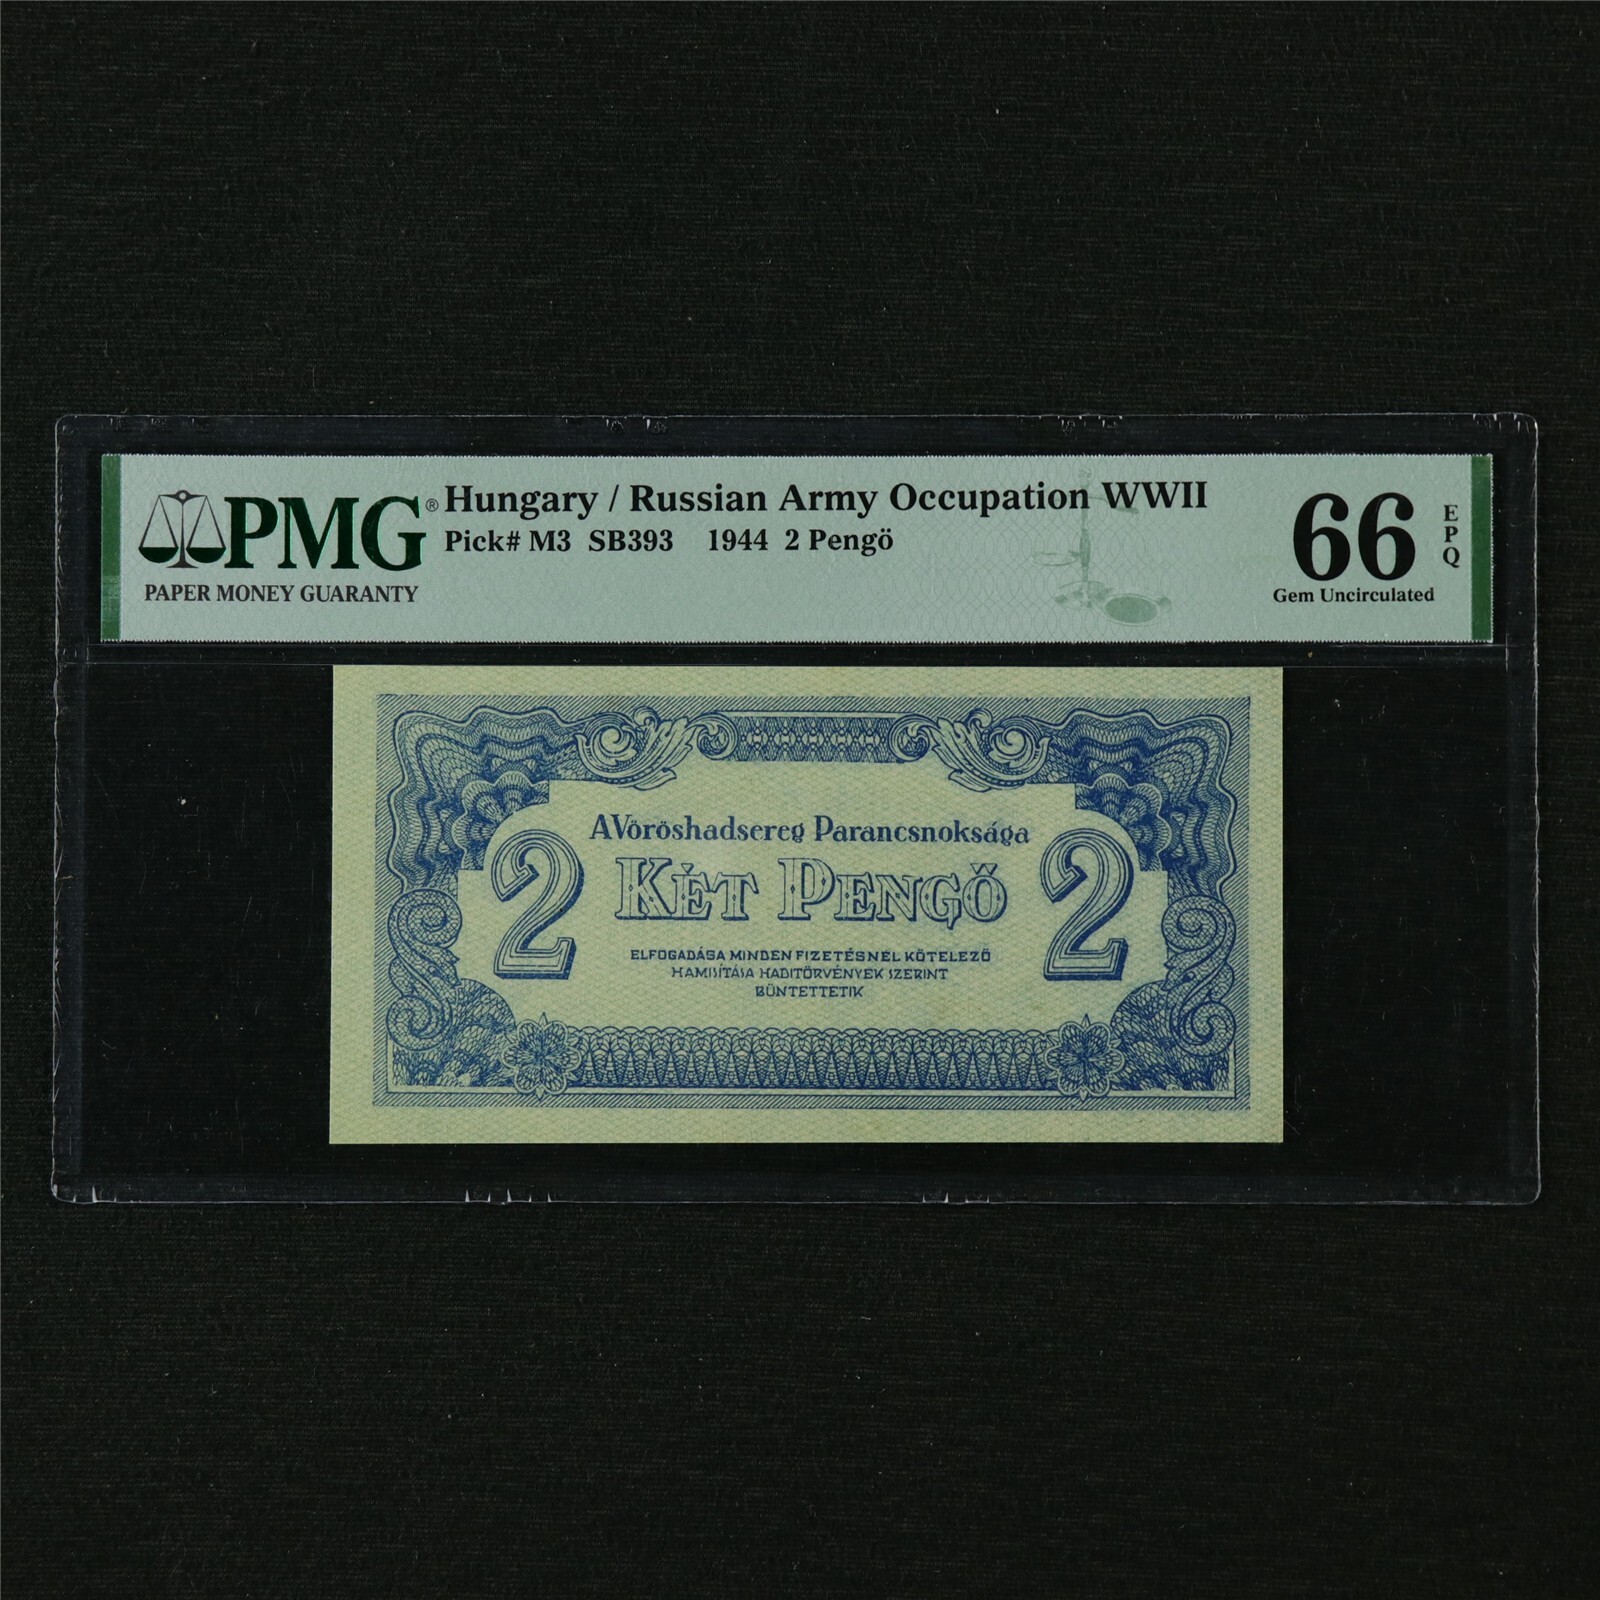 PMG® Hungary / Russian Army Occupation WWII
Pick# M3 SB393 1944 2 Pengö
PAPER MONEY GUARANTY
66 EPQ
Gem Uncirculated
A Vöröshadsereg Parancsnoksága
2 KÉT PENGŐ 2
ELFOGADÁSA MINDEN FIZETÉSNÉL KÖTELEZŐ
HAMISÍTÁSA HADITÖRVÉNYEK SZERINT
BÜNTETTETIK